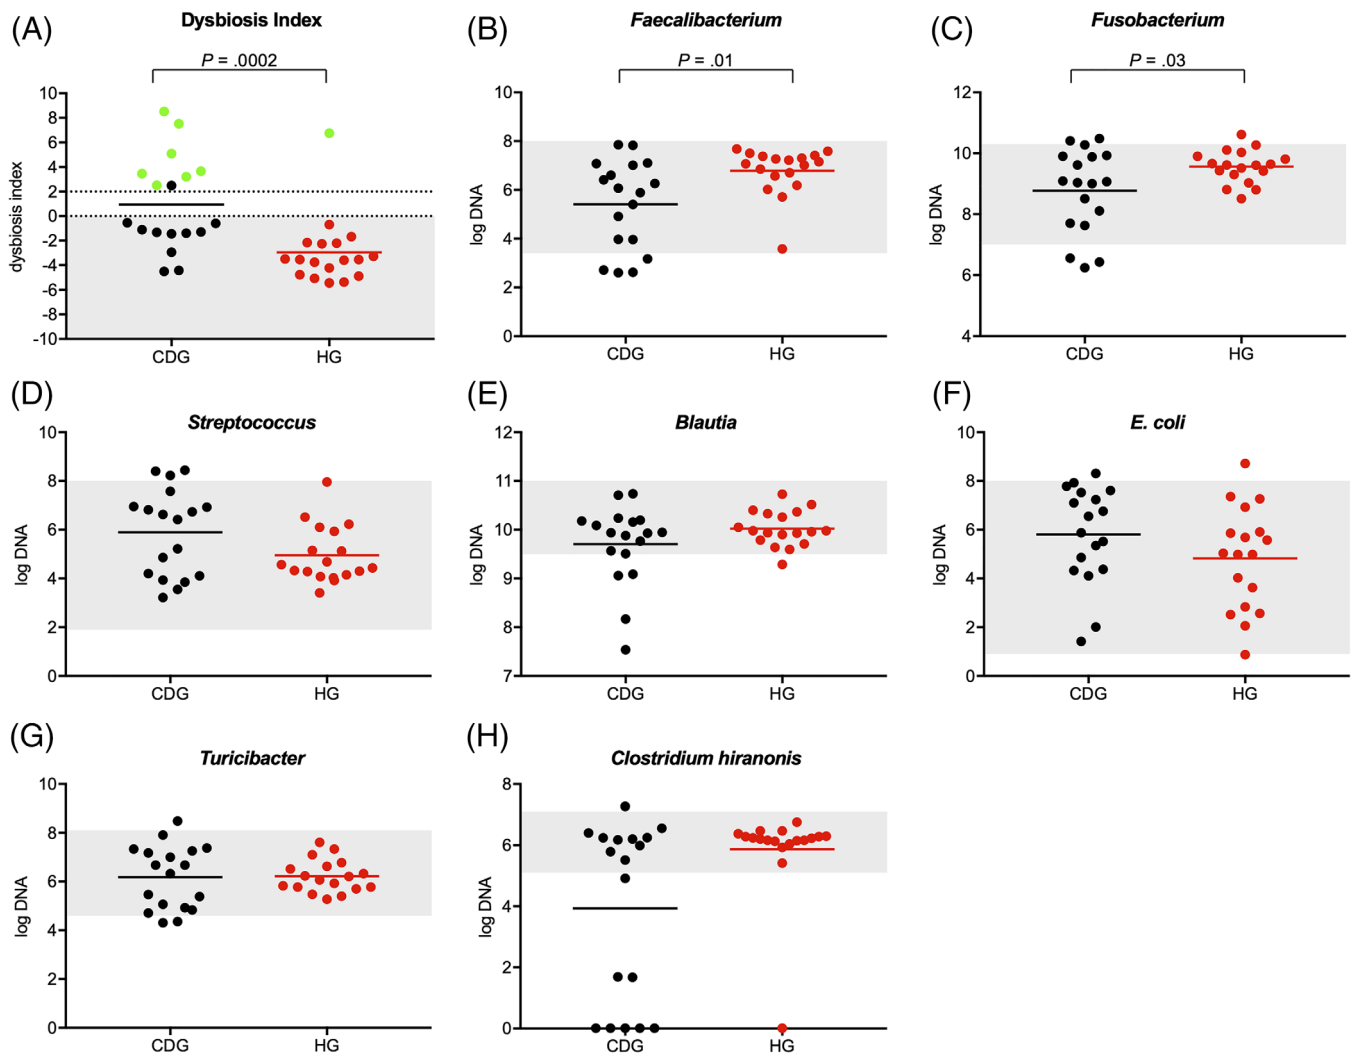 (A) Dysbiosis Index
P = .0002
dysbiosis index
10
8
6
4
2
0
-2
-4
-6
-8
-10
CDG HG
(B) Faecalibacterium
P = .01
log DNA
10
8
6
4
2
0
CDG HG
(C) Fusobacterium
P = .03
log DNA
12
10
8
6
4
CDG HG
(D) Streptococcus
log DNA
10
8
6
4
2
0
CDG HG
(E) Blautia
log DNA
12
11
10
9
8
7
CDG HG
(F) E. coli
log DNA
10
8
6
4
2
0
CDG HG
(G) Turicibacter
log DNA
10
8
6
4
2
0
CDG HG
(H) Clostridium hiranonis
log DNA
8
6
4
2
0
CDG HG